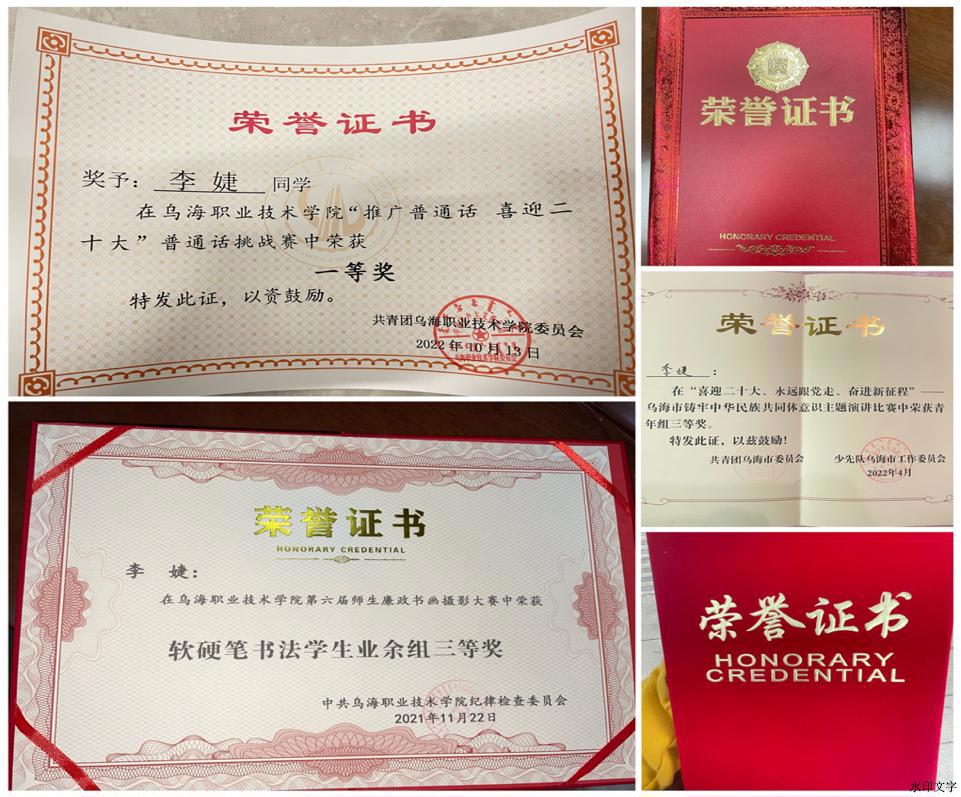 荣誉证书
奖予：李婕同学
在乌海职业技术学院“推广普通话 喜迎二
十大”普通话挑战赛中荣获
一等奖
特发此证，以资鼓励。
共青团乌海职业技术学院委员会
2022年10月13日
荣誉证书
HONORARY CREDENTIAL
荣誉证书
李婕：
在“喜迎二十大、永远跟党走、奋进新征程”——
乌海市铸牢中华民族共同体意识主题演讲比赛中荣获青
年组三等奖。
特发此证，以兹鼓励！
共青团乌海市委员会 少先队乌海市工作委员会
2022年4月
荣誉证书
HONORARY CREDENTIAL
李 婕：
在乌海职业技术学院第六届师生廉政书画摄影大赛中荣获
软硬笔书法学生业余组三等奖
中共乌海职业技术学院纪律检查委员会
2021年11月22日
荣誉证书
HONORARY
CREDENTIAL
水印文字